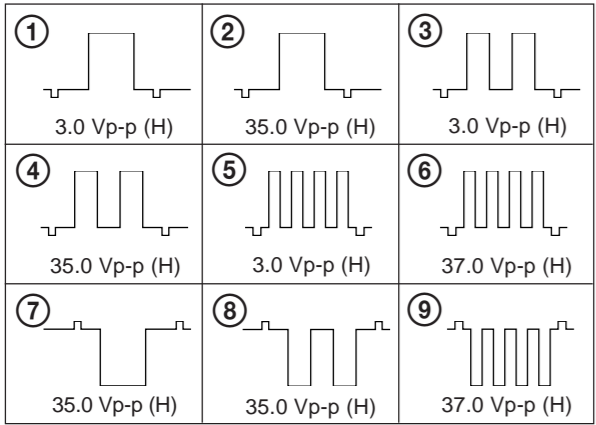 1 2 3
3.0 Vp-p (H) 35.0 Vp-p (H) 3.0 Vp-p (H)
4 5 6
35.0 Vp-p (H) 3.0 Vp-p (H) 37.0 Vp-p (H)
7 8 9
35.0 Vp-p (H) 35.0 Vp-p (H) 37.0 Vp-p (H)